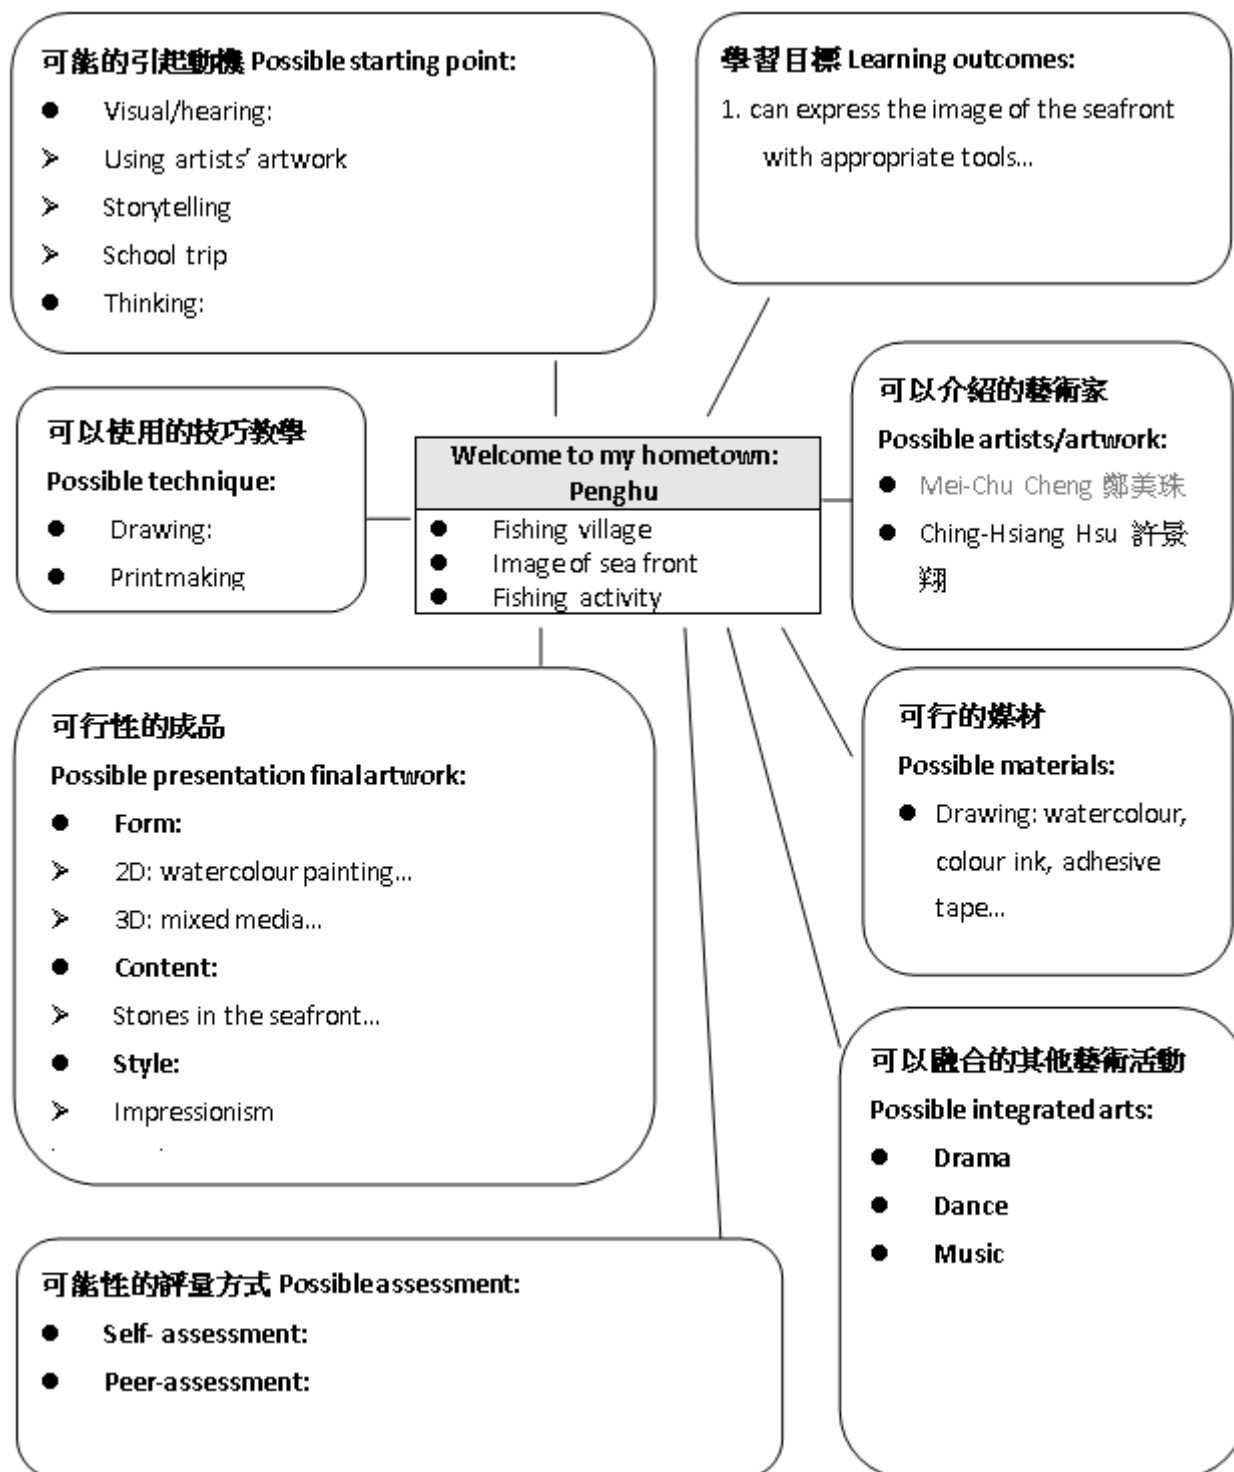 可能的引起動機 Possible starting point:
● Visual/hearing:
➢ Using artists' artwork
➢ Storytelling
➢ School trip
● Thinking:
學習目標 Learning outcomes:
1. can express the image of the seafront
with appropriate tools...
可以使用的技巧教學
Possible technique:
● Drawing:
● Printmaking
Welcome to my hometown:
Penghu
● Fishing village
● Image of sea front
● Fishing activity
可以介紹的藝術家
Possible artists/artwork:
● Mei-Chu Cheng 鄭美珠
● Ching-Hsiang Hsu 許景
翔
可行性的成品
Possible presentation final artwork:
● Form:
➢ 2D: watercolour painting...
➢ 3D: mixed media...
● Content:
➢ Stones in the seafront...
● Style:
➢ Impressionism
可行的媒材
Possible materials:
● Drawing: watercolour,
colour ink, adhesive
tape...
可以融合的其他藝術活動
Possible integrated arts:
● Drama
● Dance
● Music
可能性的評量方式 Possible assessment:
● Self- assessment:
● Peer-assessment: